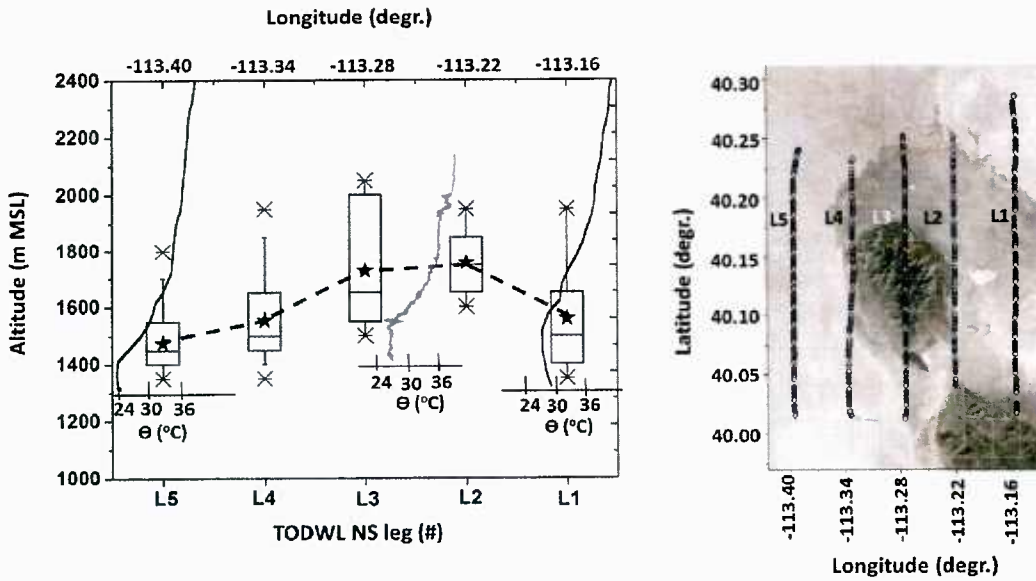 Longitude (degr.)
-113.40 -113.34 -113.28 -113.22 -113.16
2400
2200
2000
1800
1600
1400
1200
1000
Altitude (m MSL)
24 30 36
Θ (°C)
24 30 36
Θ (°C)
24 30 36
Θ (°C)
L5 L4 L3 L2 L1
TODWL NS leg (#)
40.30
40.25
40.20
40.15
40.10
40.05
40.00
Latitude (degr.)
L5 L4 L3 L2 L1
-113.40 -113.34 -113.28 -113.22 -113.16
Longitude (degr.)